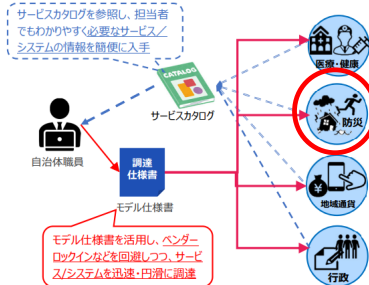 サービスカタログを参照し、担当者
でもわかりやすく必要なサービス/
システムの情報を簡便に入手
CATALOG
サービスカタログ
医療・健康
防災
自治体職員
調達
仕様書
モデル仕様書
地域通貨
モデル仕様書を活用し、ベンダー
ロックインなどを回避しつつ、サービ
ス/システムを迅速・円滑に調達
行政